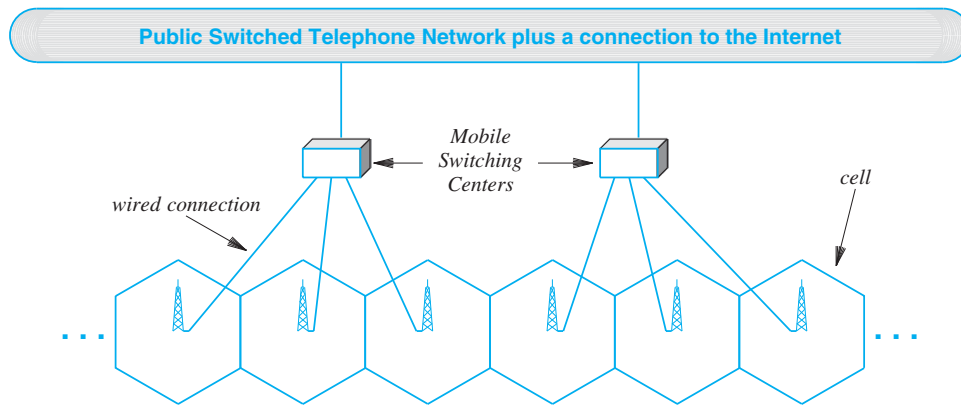 Public Switched Telephone Network plus a connection to the Internet
Mobile
Switching
Centers
cell
wired connection
. . .
. . .